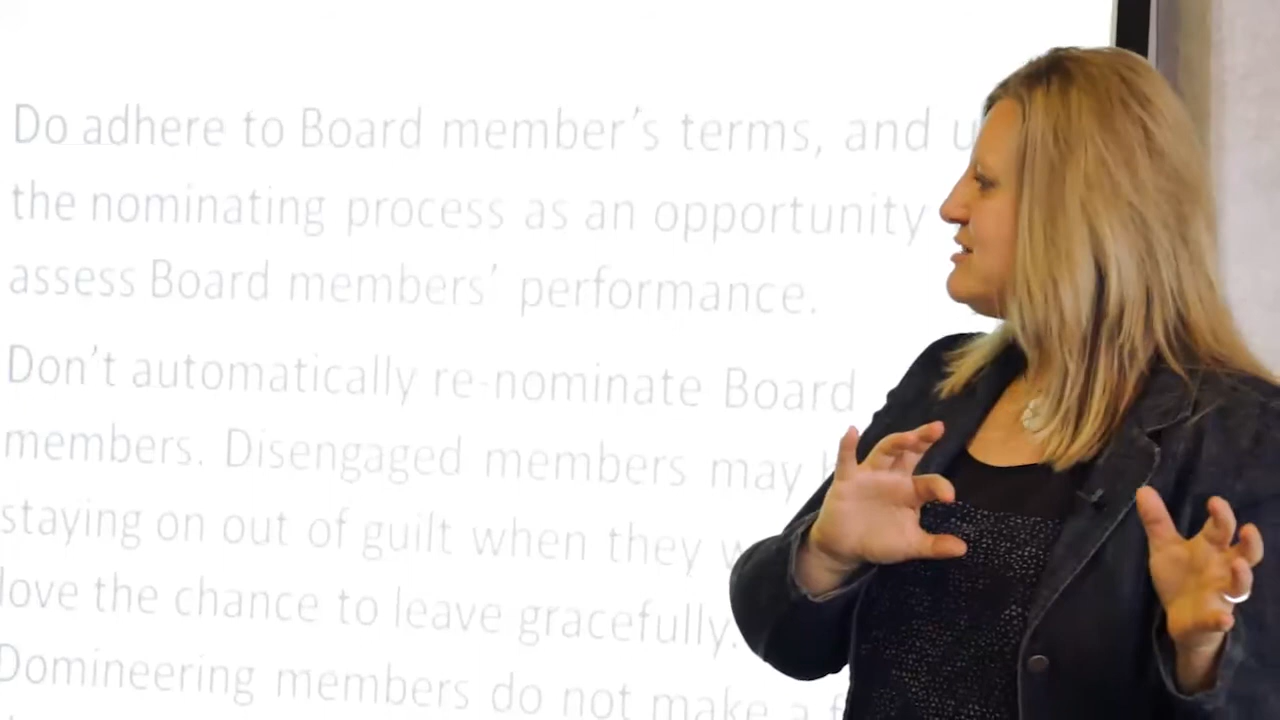 Do adhere to Board member's terms, and
the nominating process as an opportunity
assess Board members' performance.
Don't automatically re-nominate Board
members. Disengaged members may
staying on out of guilt when they
love the chance to leave gracefully.
Domineering members do not make a